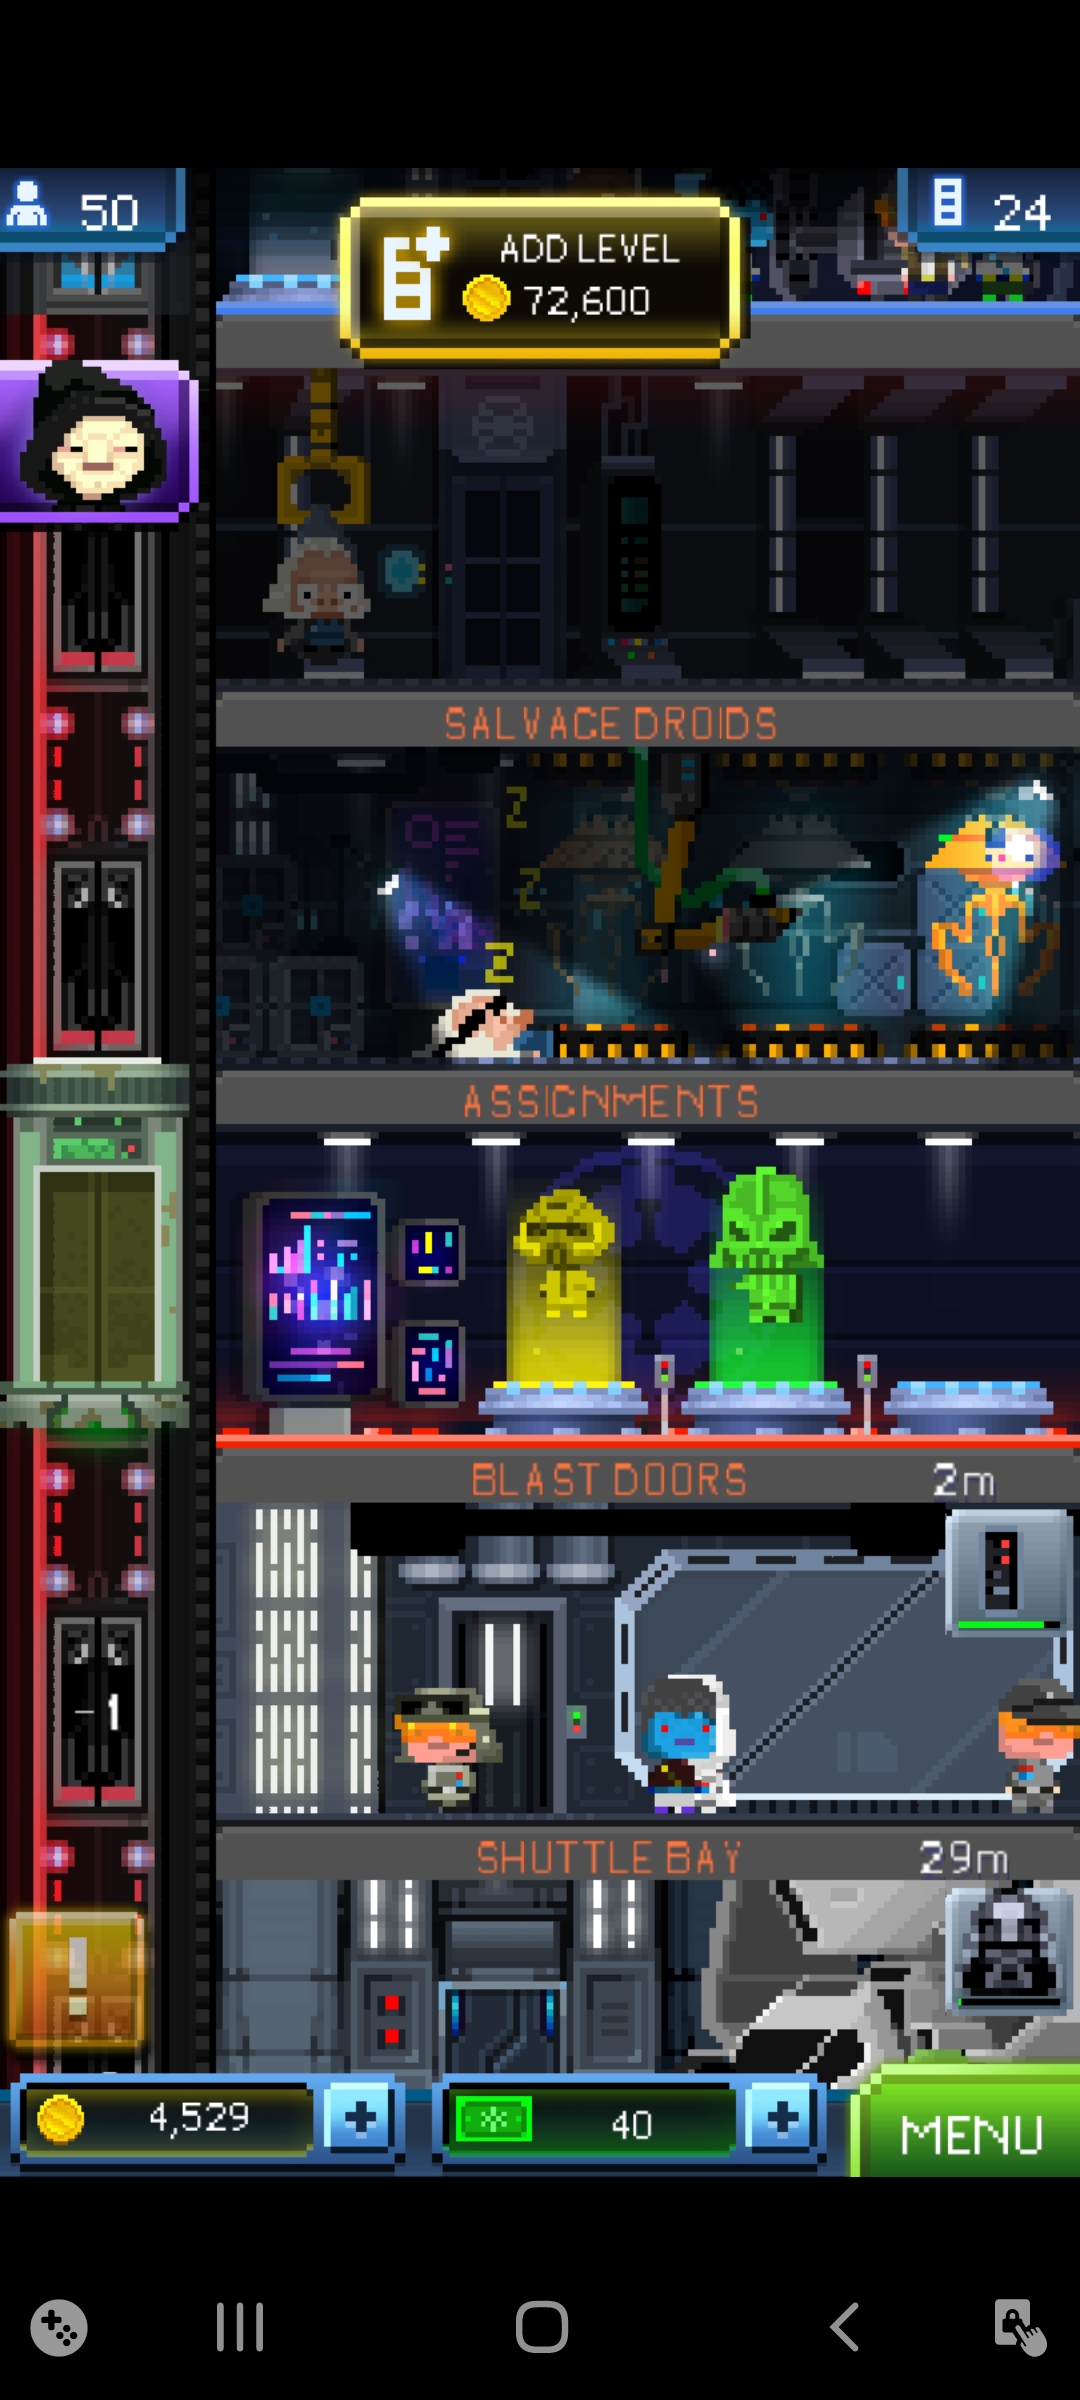 50
24
ADD LEVEL
72,600
SALVAGE DROIDS
Z
Z
Z
ASSIGNMENTS
BLAST DOORS 2m
-1
SHUTTLE BAY 29m
!
4,529
40
MENU